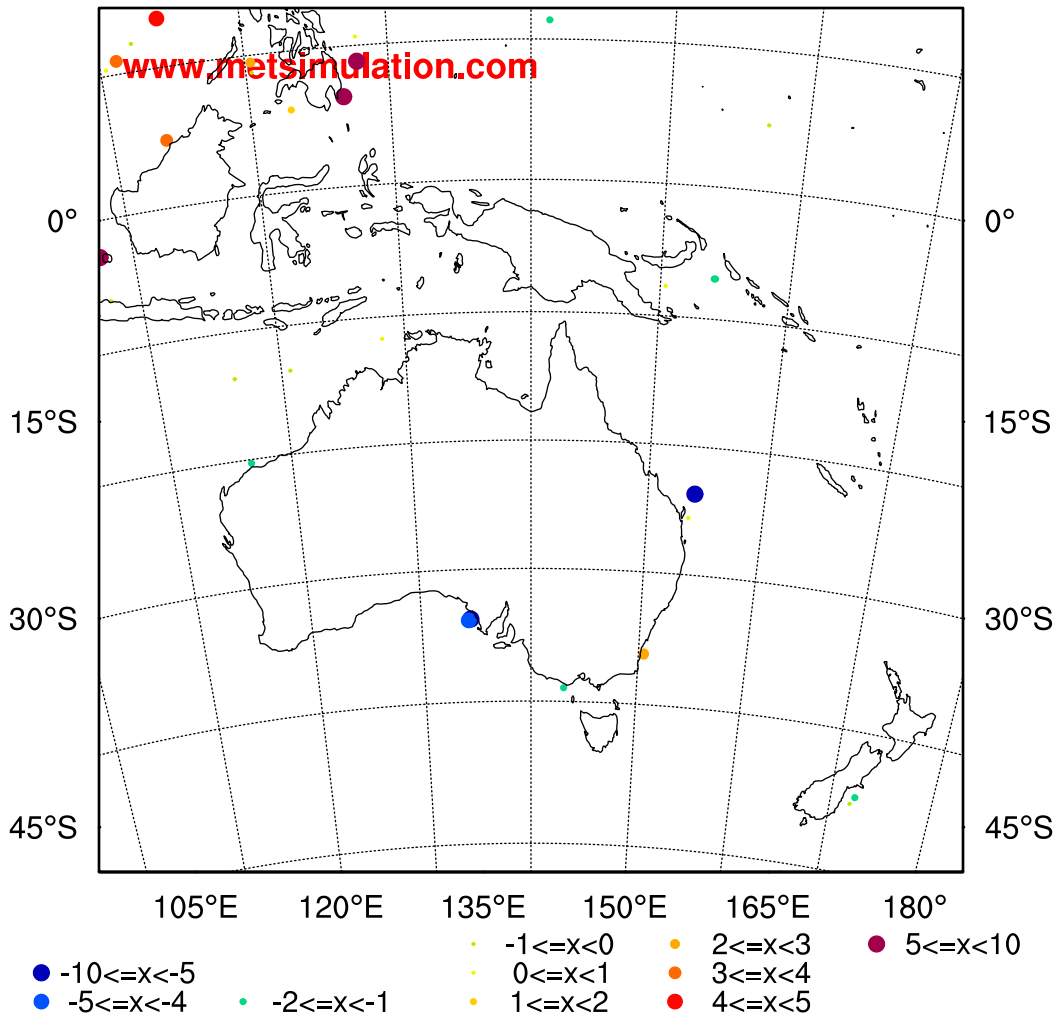 www.metsimulation.com
0° 0°
15°S 15°S
30°S 30°S
45°S 45°S
105°E 120°E 135°E 150°E 165°E 180°
-1<=x<0 2<=x<3 5<=x<10
-10<=x<-5 0<=x<1 3<=x<4
-5<=x<-4 -2<=x<-1 1<=x<2 4<=x<5